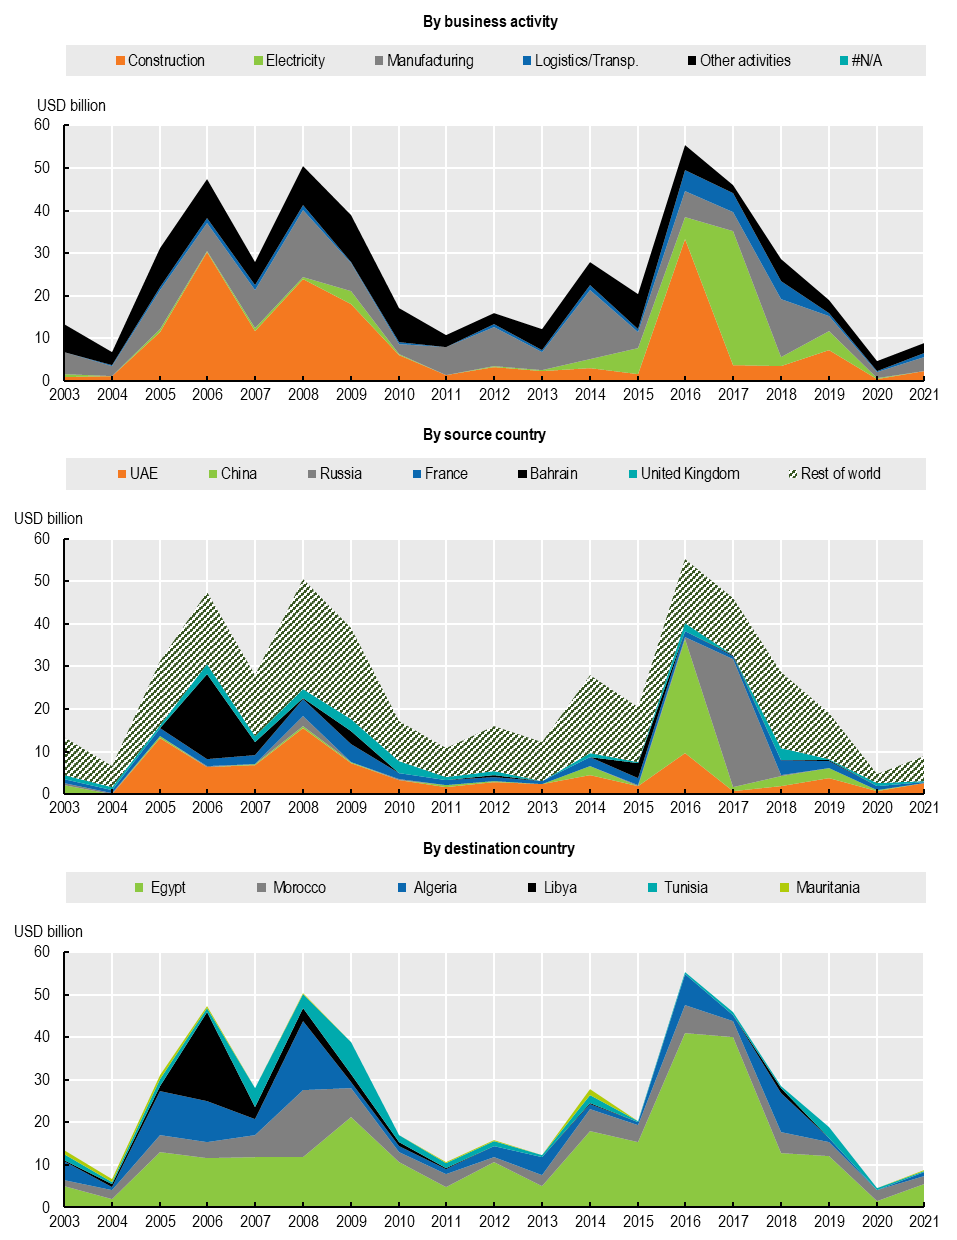 By business activity
Construction Electricity Manufacturing Logistics/Transp. Other activities #N/A
USD billion
60
50
40
30
20
10
0
2003 2004 2005 2006 2007 2008 2009 2010 2011 2012 2013 2014 2015 2016 2017 2018 2019 2020 2021
By source country
UAE China Russia France Bahrain United Kingdom Rest of world
USD billion
60
50
40
30
20
10
0
2003 2004 2005 2006 2007 2008 2009 2010 2011 2012 2013 2014 2015 2016 2017 2018 2019 2020 2021
By destination country
Egypt Morocco Algeria Libya Tunisia Mauritania
USD billion
60
50
40
30
20
10
0
2003 2004 2005 2006 2007 2008 2009 2010 2011 2012 2013 2014 2015 2016 2017 2018 2019 2020 2021